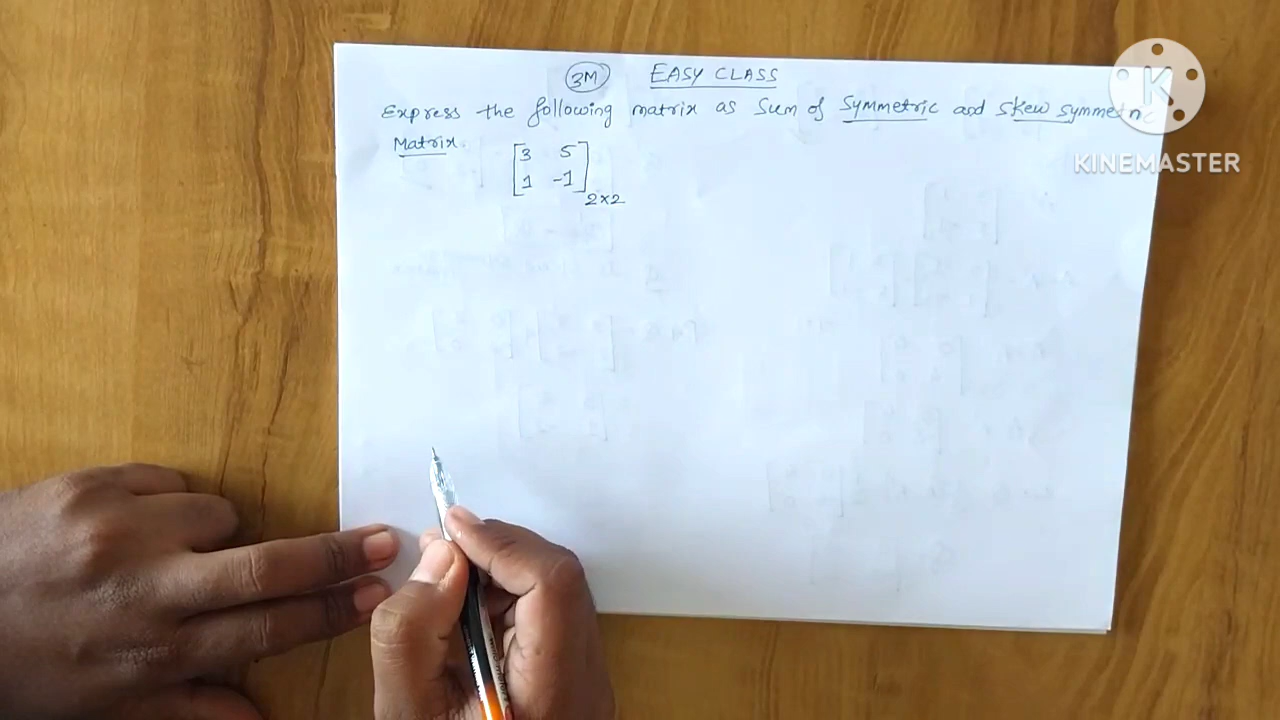 3M EASY CLASS
Express the following matrix as sum of symmetric and skew symmetric
Matrix.
3 5
1 -1
2×2
K
KINEMASTER